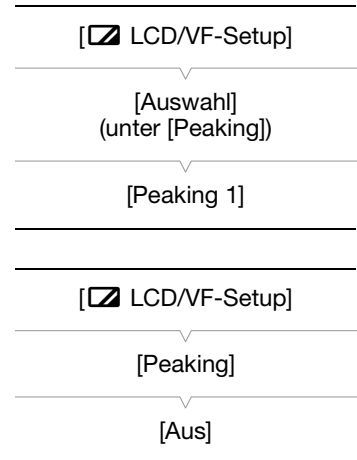 [ LCD/VF-Setup]
[Auswahl]
(unter [Peaking])
[Peaking 1]
[ LCD/VF-Setup]
[Peaking]
[Aus]